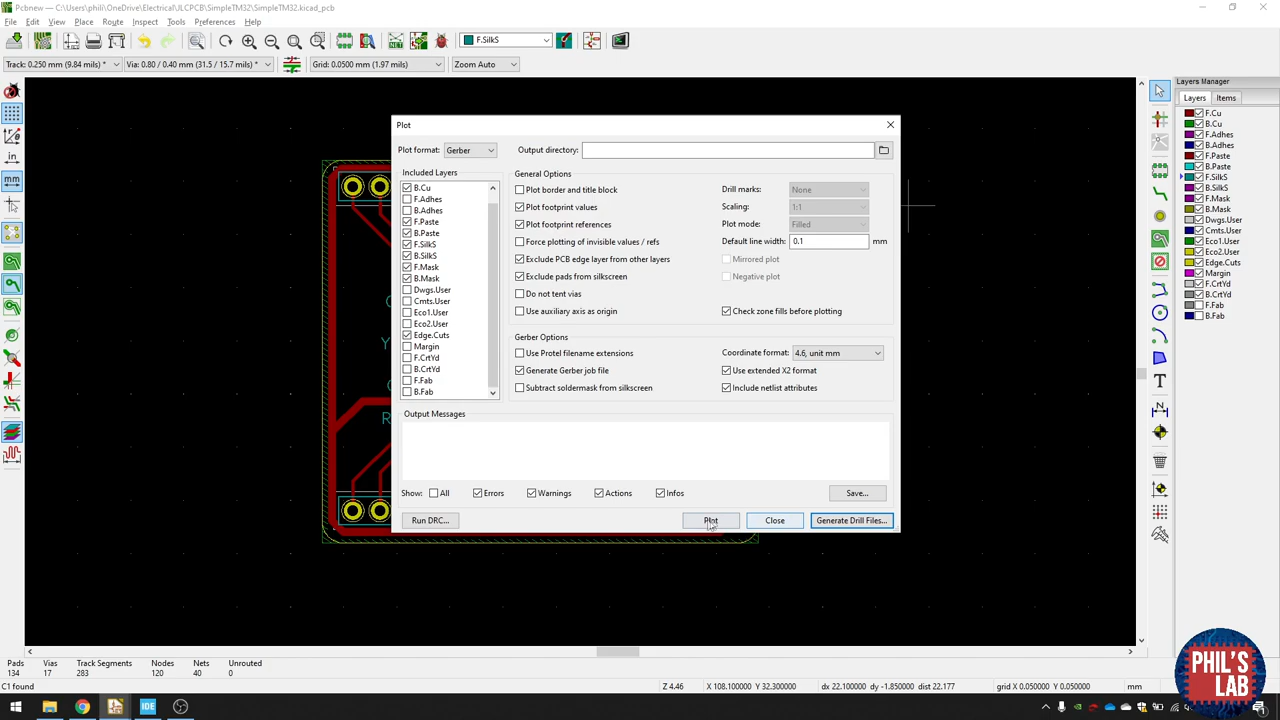 Pcbnew — C:\Users\phili\OneDrive\Electrical\ULCPCB\SimpleTM32\SimpleTM32.kicad_pcb
File Edit View Place Route Inspect Tools Preferences Help
F.SilkS
Track: 0.250 mm (9.84 mils) * Via: 0.80 / 0.40 mm (31.5 / 15.7 mils) * Grid: 0.0500 mm (1.97 mils) Zoom Auto
Layers Manager
Layers Items
F.Cu
B.Cu
F.Adhes
B.Adhes
F.Paste
B.Paste
F.SilkS
B.SilkS
F.Mask
B.Mask
Dwgs.User
Cmts.User
Eco1.User
Eco2.User
Edge.Cuts
Margin
F.CrtYd
B.CrtYd
F.Fab
B.Fab
in
mm
Plot
Plot format: Gerber Output directory:
Included Layers
B.Cu
F.Adhes
B.Adhes
F.Paste
B.Paste
F.SilkS
B.SilkS
F.Mask
B.Mask
Dwgs.User
Cmts.User
Eco1.User
Eco2.User
Edge.Cuts
Margin
F.CrtYd
B.CrtYd
F.Fab
B.Fab
General Options
Plot border and title block
Plot footprint values
Plot footprint references
Force plotting of invisible values / refs
Exclude PCB edge layer from other layers
Exclude pads from silkscreen
Do not tent vias
Use auxiliary axis as origin
Drill marks: None
Scaling: 1:1
Plot mode: Filled
Default line width: 0.1 mm
Mirrored plot
Negative plot
Check zone fills before plotting
Gerber Options
Use Protel filename extensions
Generate Gerber job file
Subtract soldermask from silkscreen
Coordinate format: 4.6, unit mm
Use extended X2 format
Include netlist attributes
Output Messages
Show: All Errors Warnings Actions Infos Save...
Run DRC... Plot Close Generate Drill Files...
Pads Vias Track Segments Nodes Nets Unrouted
134 17 283 120 40 0
C1 found Z 4.46 X 108.100000 Y 32.300000 dx 22.100000 dy -1.850000 dist 22.177 grid X 0.050000 Y 0.050000 mm
IDE
PHIL'S
LAB